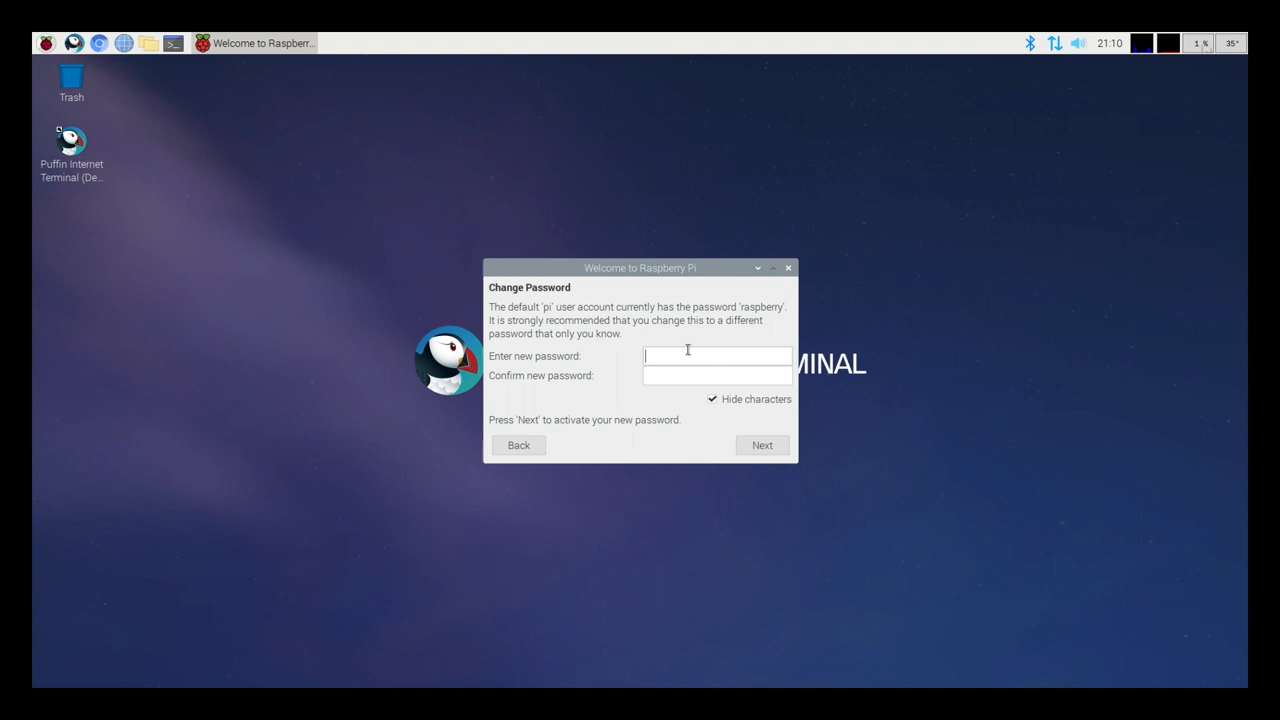 Welcome to Raspberr...
21:10
1 %
35°
Trash
Puffin Internet
Terminal (De...
Welcome to Raspberry Pi
Change Password
The default 'pi' user account currently has the password 'raspberry'.
It is strongly recommended that you change this to a different
password that only you know.
Enter new password:
Confirm new password:
Hide characters
Press 'Next' to activate your new password.
Back
Next
MINAL